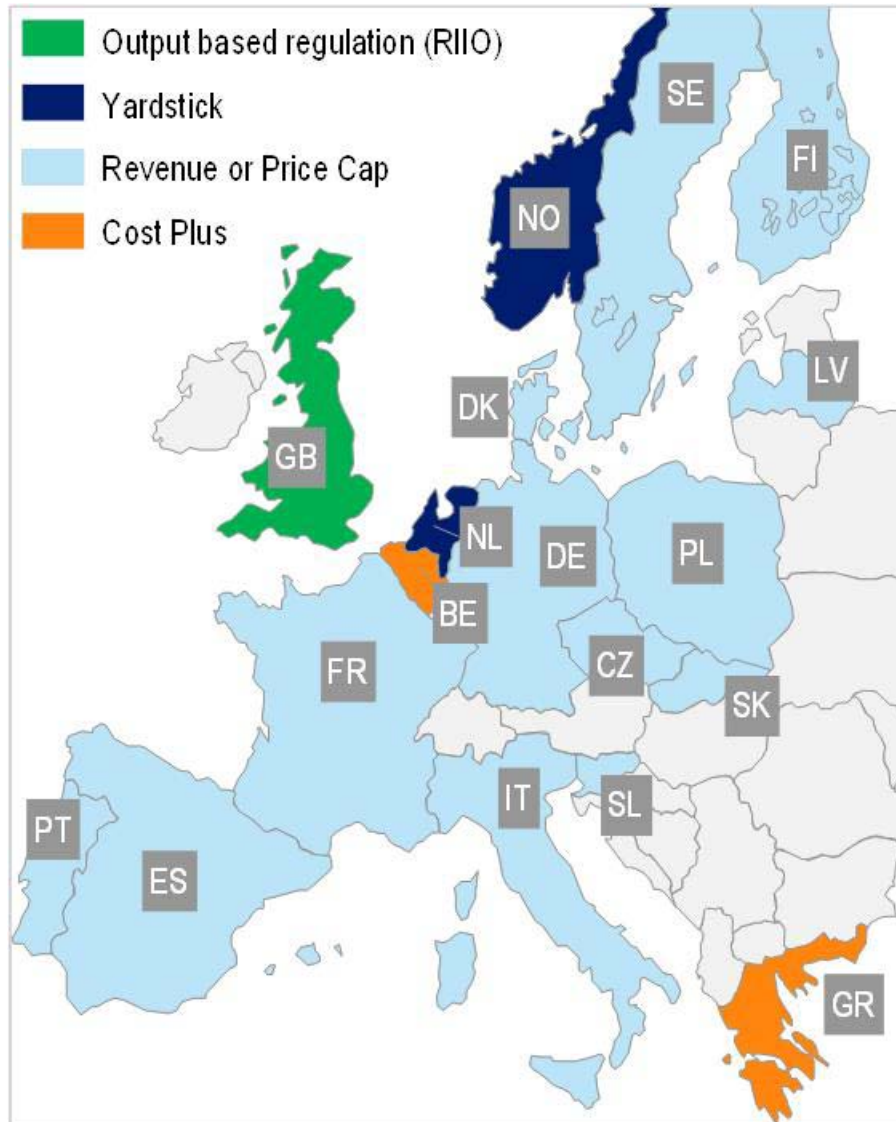 Output based regulation (RIIO)
Yardstick
Revenue or Price Cap
Cost Plus
SE
FI
NO
LV
DK
GB
NL
DE
PL
BE
FR
CZ
SK
IT
SL
PT
ES
GR